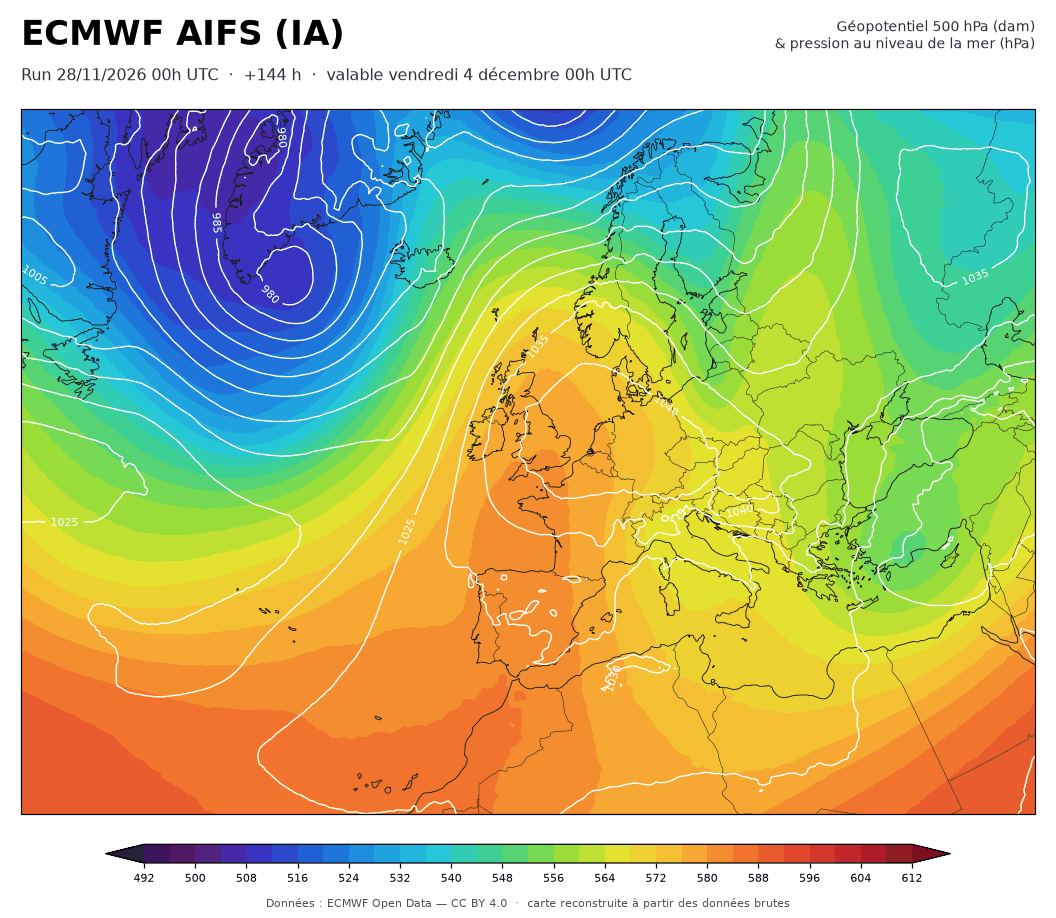 ECMWF AIFS (IA)
Géopotentiel 500 hPa (dam)
& pression au niveau de la mer (hPa)
Run 28/11/2026 00h UTC · +144 h · valable vendredi 4 décembre 00h UTC
980
985
1005
980
1035
1035
1040
1040
1025
1025
1030
492 500 508 516 524 532 540 548 556 564 572 580 588 596 604 612
Données : ECMWF Open Data — CC BY 4.0 · carte reconstruite à partir des données brutes